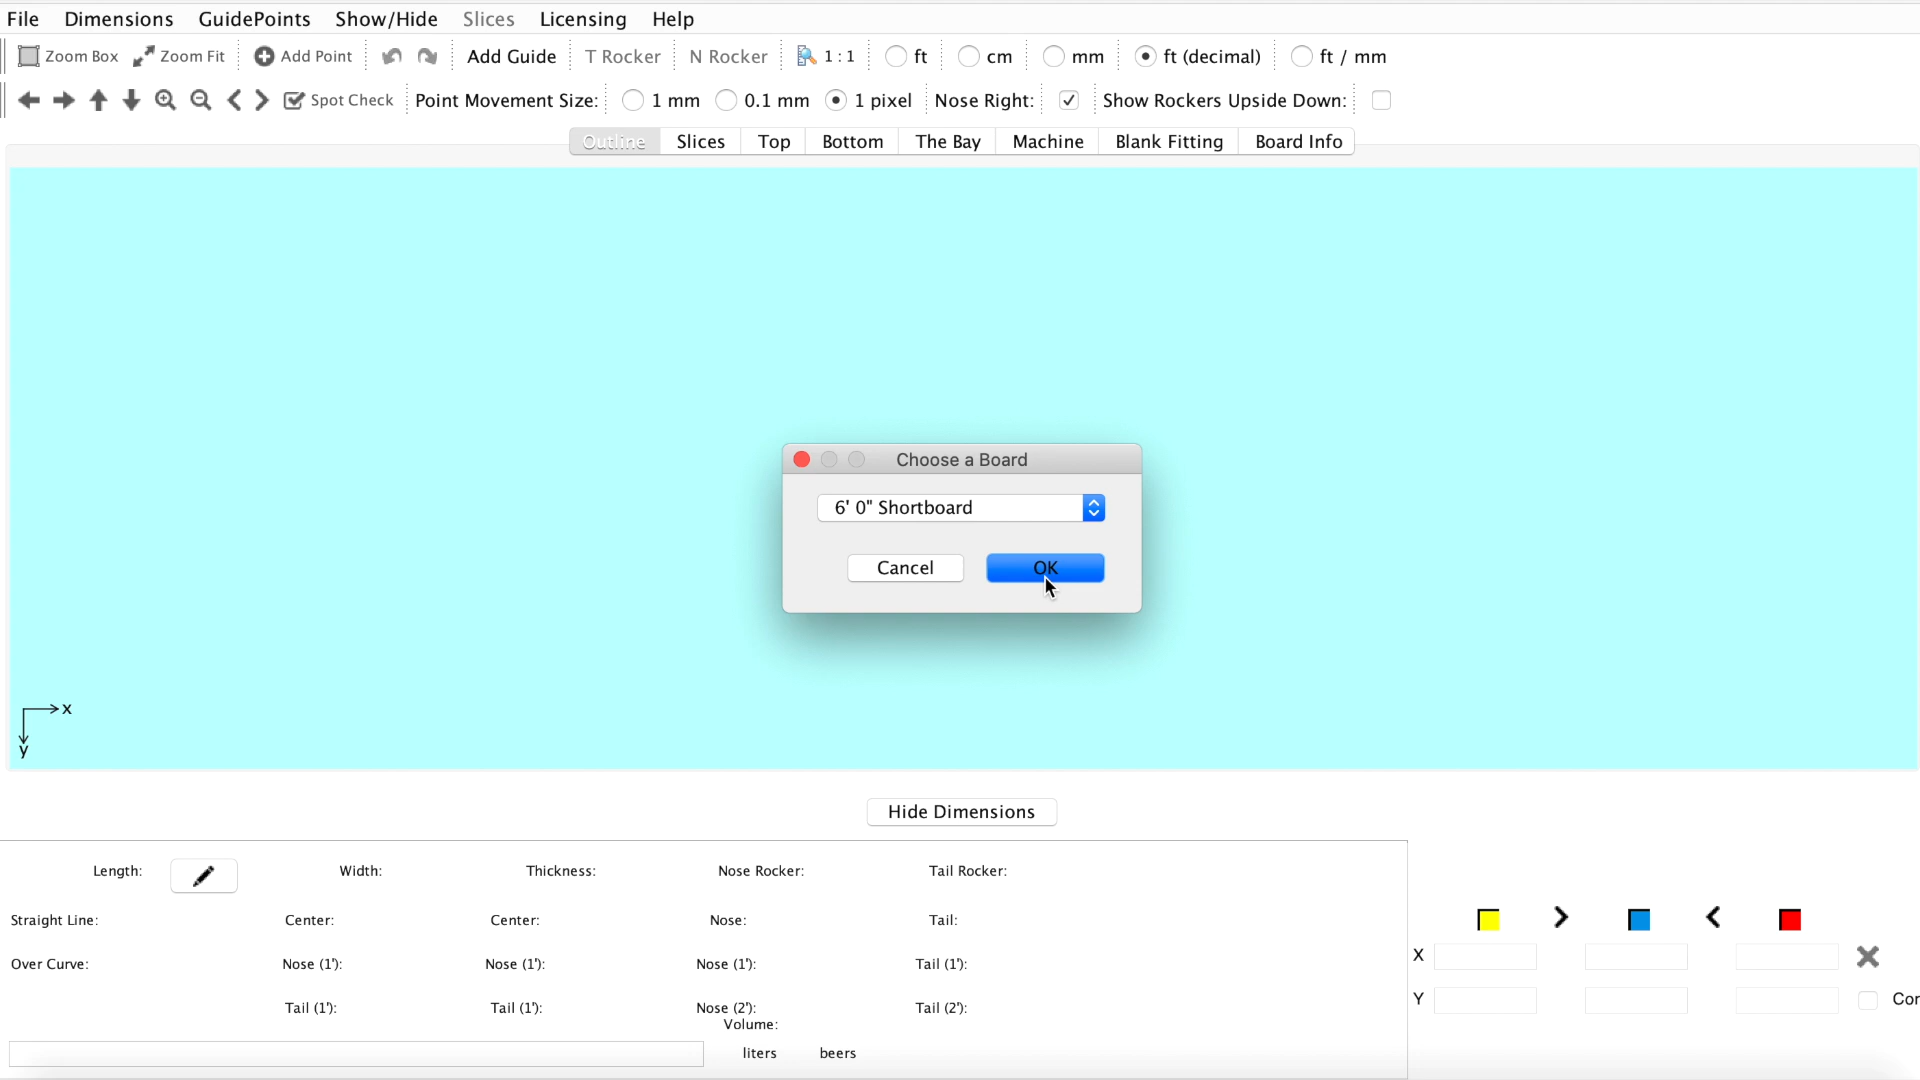 File Dimensions GuidePoints Show/Hide Slices Licensing Help
Zoom Box Zoom Fit Add Point Add Guide T Rocker N Rocker 1 : 1 ft cm mm ft (decimal) ft / mm
Spot Check Point Movement Size: 1 mm 0.1 mm 1 pixel Nose Right: Show Rockers Upside Down:
Outline Slices Top Bottom The Bay Machine Blank Fitting Board Info
Choose a Board
6' 0" Shortboard
Cancel OK
x
y
Hide Dimensions
Length: Width: Thickness: Nose Rocker: Tail Rocker:
Straight Line: Center: Center: Nose: Tail:
Over Curve: Nose (1'): Nose (1'): Nose (1'): Tail (1'):
Tail (1'): Tail (1'): Nose (2'): Tail (2'):
Volume:
liters beers
X
Y Cor